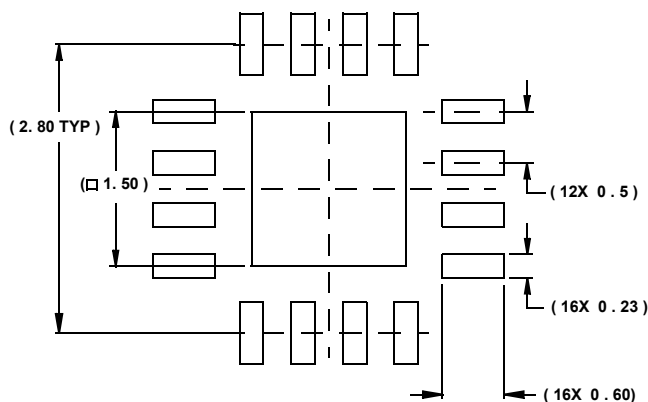 ( 2. 80 TYP )
(□ 1. 50 )
( 12X 0 . 5 )
( 16X 0 . 23 )
( 16X 0 . 60)